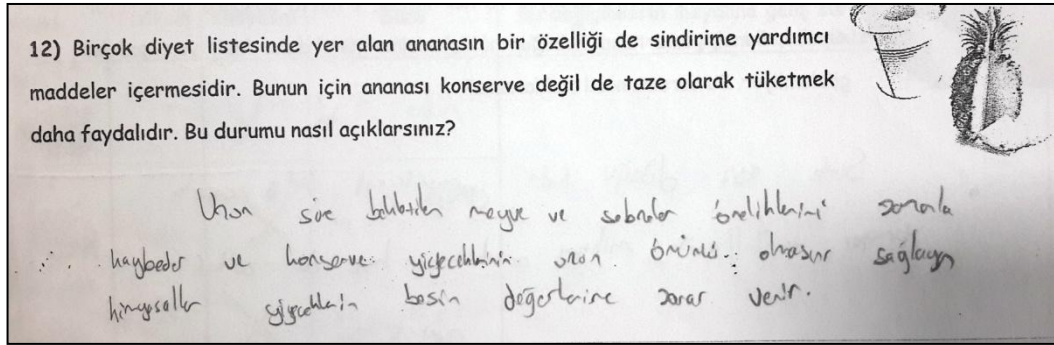 12) Birçok diyet listesinde yer alan ananasın bir özelliği de sindirime yardımcı
maddeler içermesidir. Bunun için ananası konserve değil de taze olarak tüketmek
daha faydalıdır. Bu durumu nasıl açıklarsınız?
Uzun süre bekletilen meyve ve sebzeler özelliklerini zamanla
kaybeder ve konserve yiyeceklerinin uzun ömürlü olmasını sağlayan
kimyasallar yiyeceklerin besin değerlerine zarar verir.